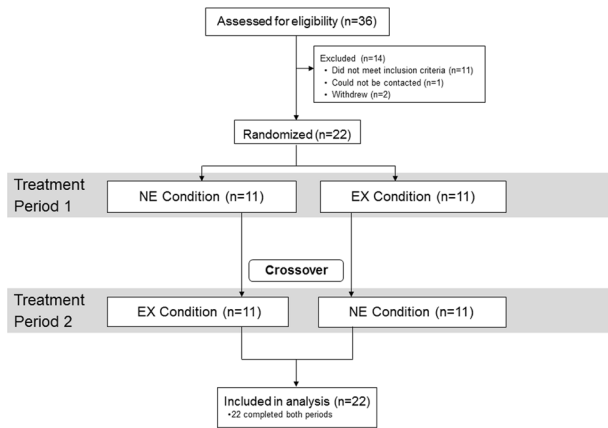 Assessed for eligibility (n=36)
Excluded (n=14)
• Did not meet inclusion criteria (n=11)
• Could not be contacted (n=1)
• Withdrew (n=2)
Randomized (n=22)
Treatment
Period 1
NE Condition (n=11)
EX Condition (n=11)
Crossover
Treatment
Period 2
EX Condition (n=11)
NE Condition (n=11)
Included in analysis (n=22)
•22 completed both periods